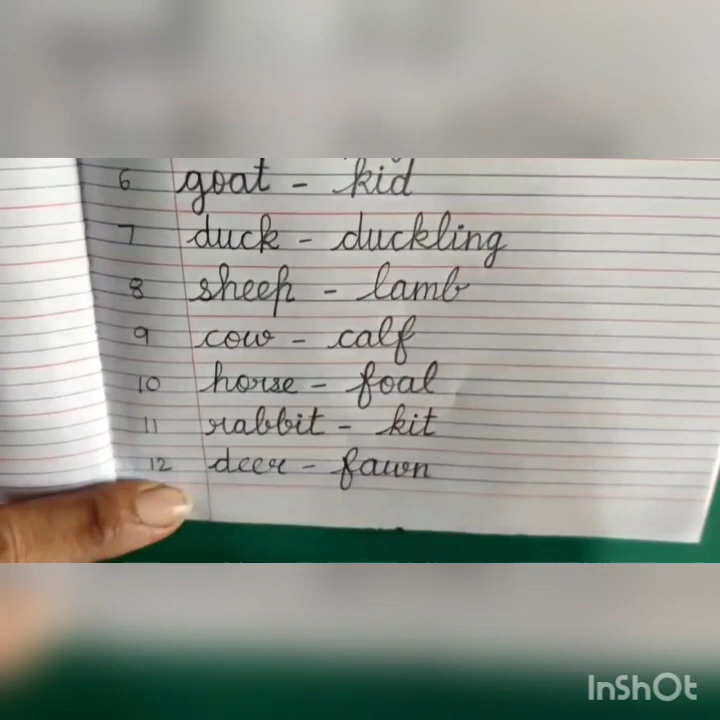 6 goat - kid
7 duck - duckling
8 sheep - lamb
9 cow - calf
10 horse - foal
11 rabbit - kit
12 deer - fawn
InShOt